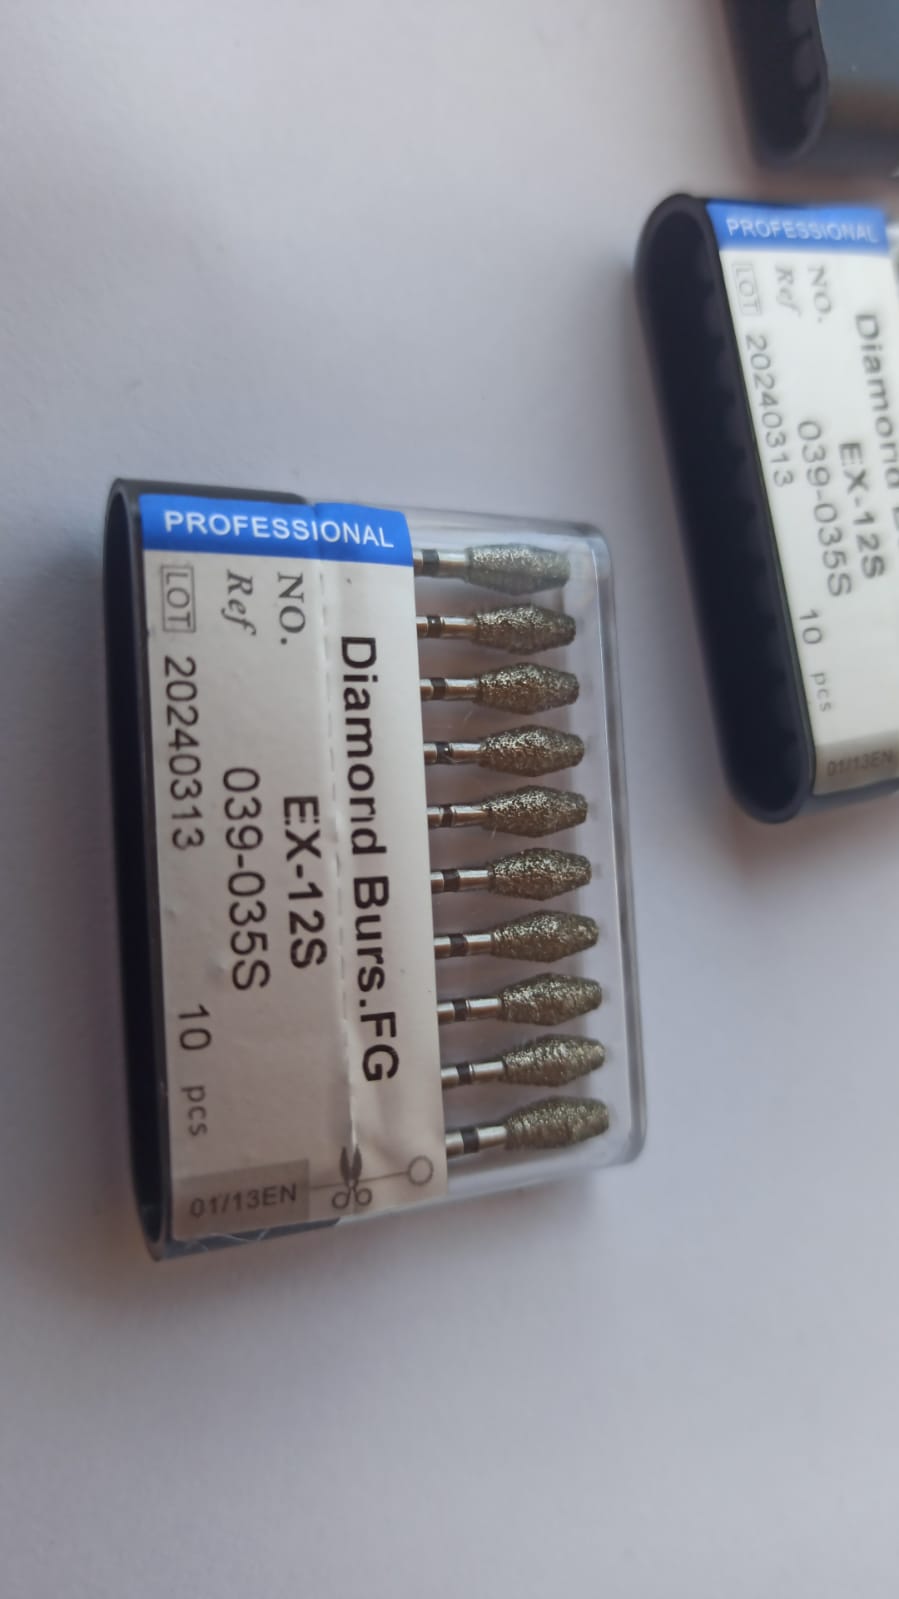 PROFESSIONAL
Diamond Burs.FG
NO. EX-12S
Ref 039-035S
LOT 20240313 10 pcs
01/13EN
PROFESSIONAL
Diamond
NO. EX-12S
Ref 039-035S
LOT 20240313 10 pcs
01/13EN